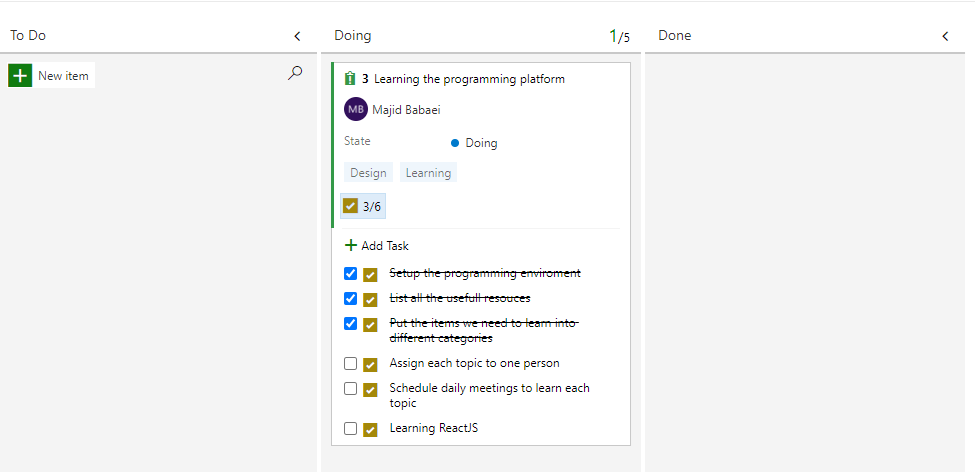 To Do
New item
Doing
1/5
3 Learning the programming platform
MB Majid Babaei
State Doing
Design Learning
3/6
Add Task
Setup the programming enviroment
List all the usefull resouces
Put the items we need to learn into
different categories
Assign each topic to one person
Schedule daily meetings to learn each
topic
Learning ReactJS
Done